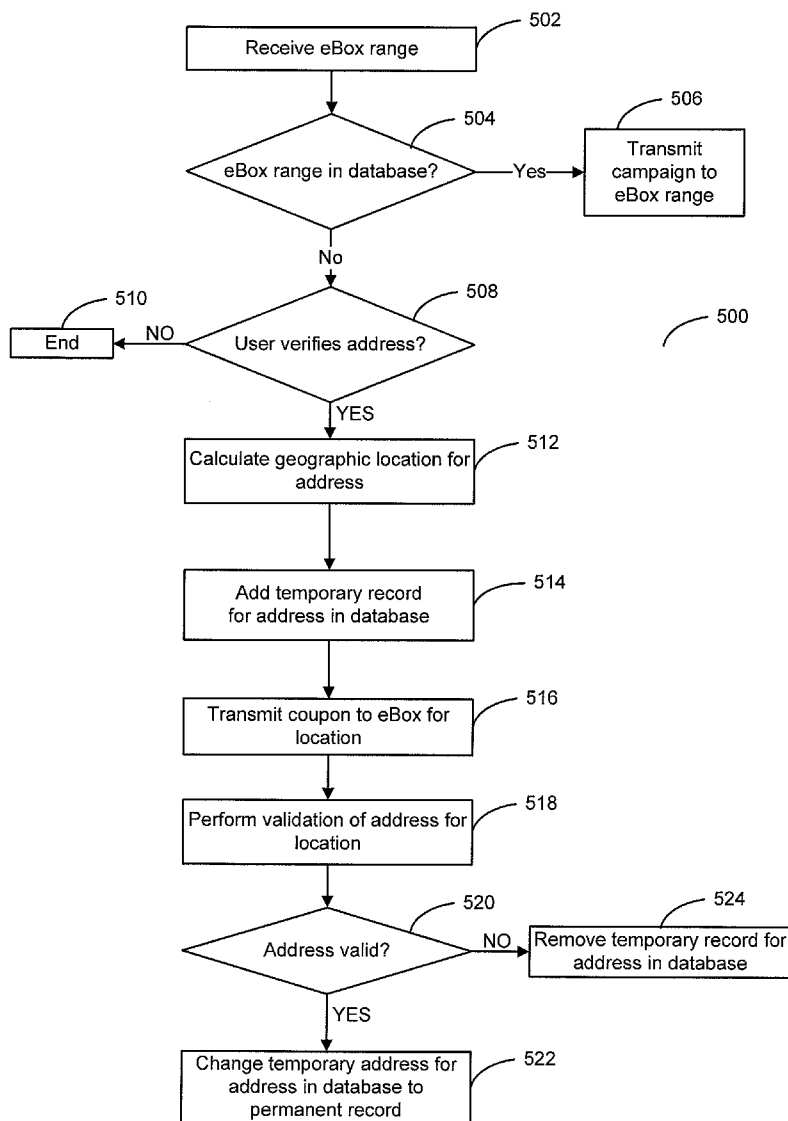 502
Receive eBox range
504
eBox range in database?
Yes
506
Transmit
campaign to
eBox range
No
508
User verifies address?
NO
510
End
500
YES
512
Calculate geographic location for
address
514
Add temporary record
for address in database
516
Transmit coupon to eBox for
location
518
Perform validation of address for
location
520
Address valid?
NO
524
Remove temporary record for
address in database
YES
522
Change temporary address for
address in database to
permanent record